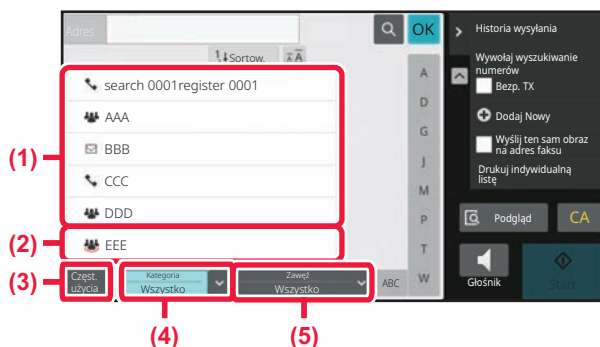 Adres
OK
1 Sortow.
search 0001register 0001
AAA
BBB
CCC
DDD
EEE
(1)
(2)
(3)
Częst.
użycia
Kategoria
Wszystko
Zawęź
Wszystko
ABC
(4)
(5)
A
D
G
J
M
P
T
W
Historia wysyłania
Wywołaj wyszukiwanie
numerów
Bezp. TX
Dodaj Nowy
Wyślij ten sam obraz
na adres faksu
Drukuj indywidualną
listę
Podgląd
CA
Głośnik
Start